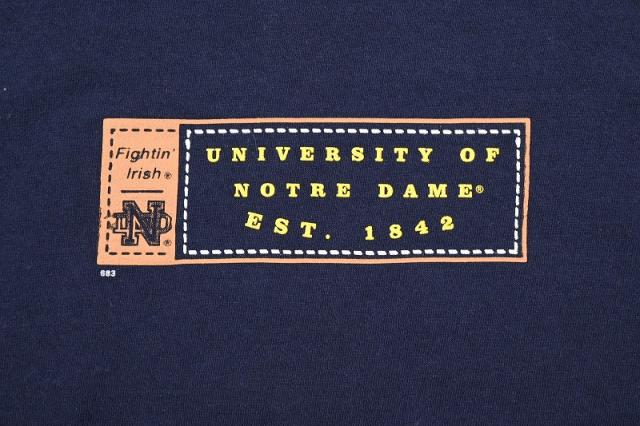 Fightin'
Irish®
ND®
UNIVERSITY OF
NOTRE DAME®
EST. 1842
683